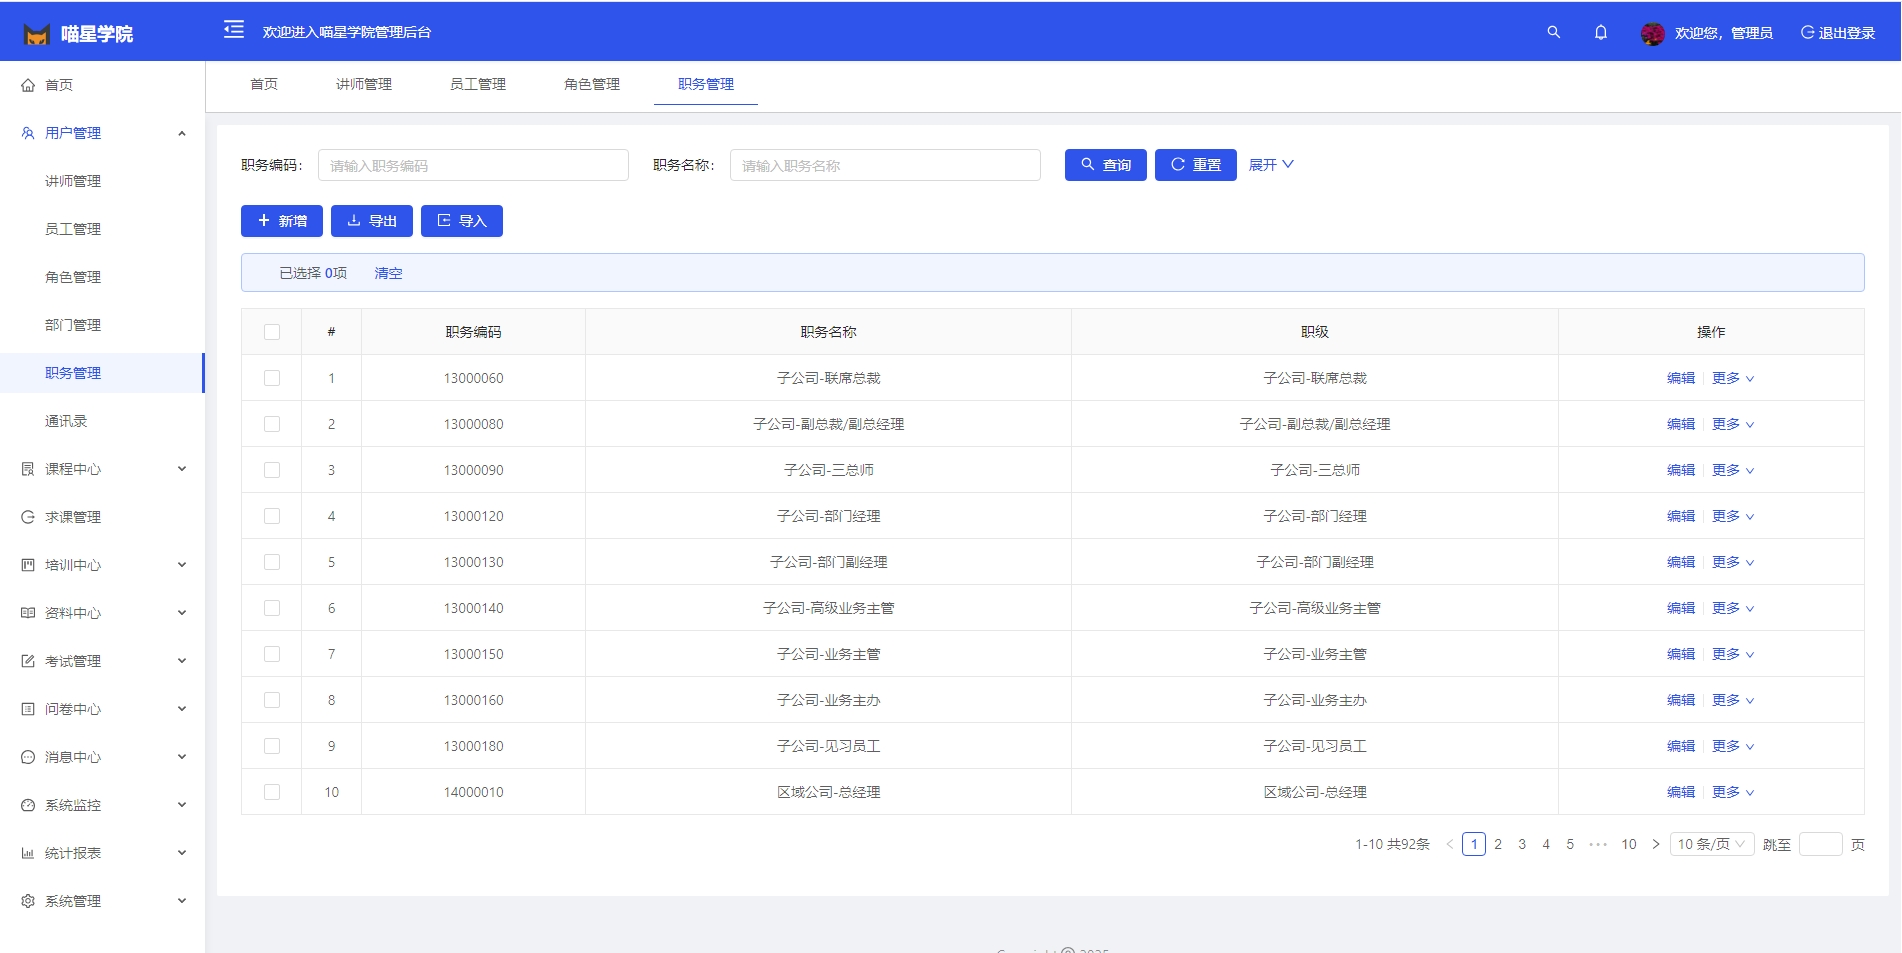 喵星学院
欢迎进入喵星学院管理后台
欢迎您，管理员
退出登录
首页
用户管理
讲师管理
员工管理
角色管理
部门管理
职务管理
通讯录
课程中心
求课管理
培训中心
资料中心
考试管理
问卷中心
消息中心
系统监控
统计报表
系统管理
首页 讲师管理 员工管理 角色管理 职务管理
职务编码： 请输入职务编码 职务名称： 请输入职务名称 查询 重置 展开
新增 导出 导入
已选择 0项 清空
# 职务编码 职务名称 职级 操作
1 13000060 子公司-联席总裁 子公司-联席总裁 编辑 更多
2 13000080 子公司-副总裁/副总经理 子公司-副总裁/副总经理 编辑 更多
3 13000090 子公司-三总师 子公司-三总师 编辑 更多
4 13000120 子公司-部门经理 子公司-部门经理 编辑 更多
5 13000130 子公司-部门副经理 子公司-部门副经理 编辑 更多
6 13000140 子公司-高级业务主管 子公司-高级业务主管 编辑 更多
7 13000150 子公司-业务主管 子公司-业务主管 编辑 更多
8 13000160 子公司-业务主办 子公司-业务主办 编辑 更多
9 13000180 子公司-见习员工 子公司-见习员工 编辑 更多
10 14000010 区域公司-总经理 区域公司-总经理 编辑 更多
1-10 共92条 < 1 2 3 4 5 ••• 10 > 10 条/页 跳至 页